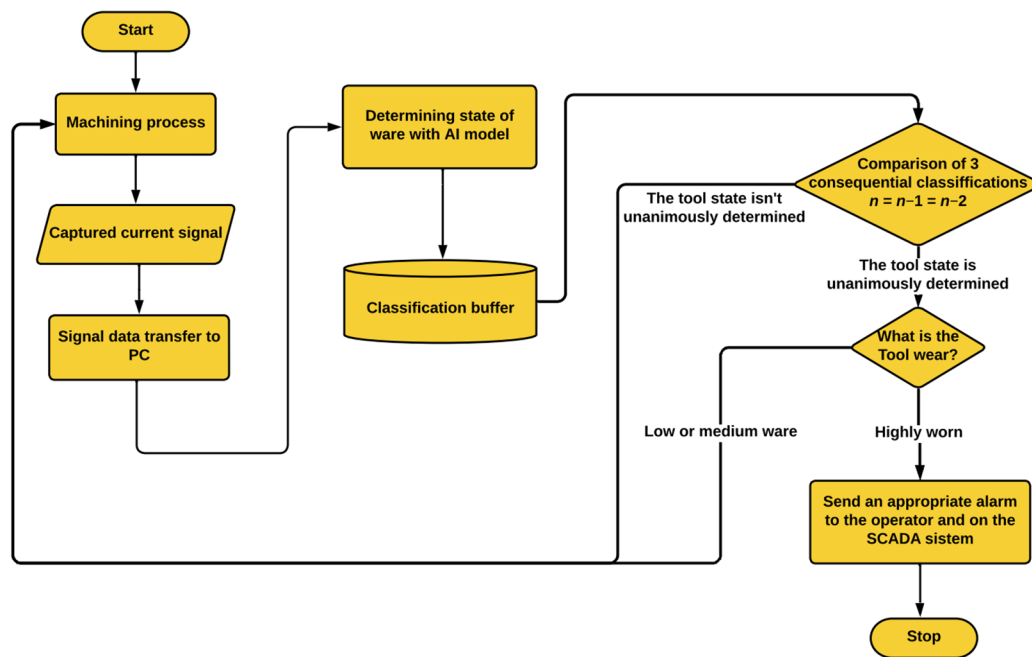 Start
Machining process
Captured current signal
Signal data transfer to
PC
Determining state of
ware with AI model
Classification buffer
Comparison of 3
consequential classiffications
n = n−1 = n−2
The tool state isn't
unanimously determined
The tool state is
unanimously determined
What is the
Tool wear?
Low or medium ware
Highly worn
Send an appropriate alarm
to the operator and on the
SCADA sistem
Stop